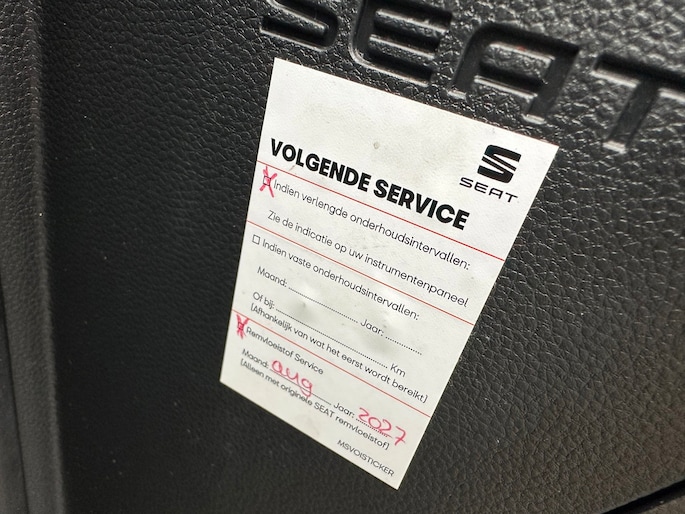 SEAT
SEAT
VOLGENDE SERVICE
Indien verlengde onderhoudsintervallen:
Zie de indicatie op uw instrumentenpaneel
Indien vaste onderhoudsintervallen:
Maand: Jaar:
Of bij: Km
(Afhankelijk van wat het eerst wordt bereikt)
Remvloeistof Service
Maand: aug Jaar: 2027
(Alleen met originele SEAT remvloeistof)
MSVOISTICKER